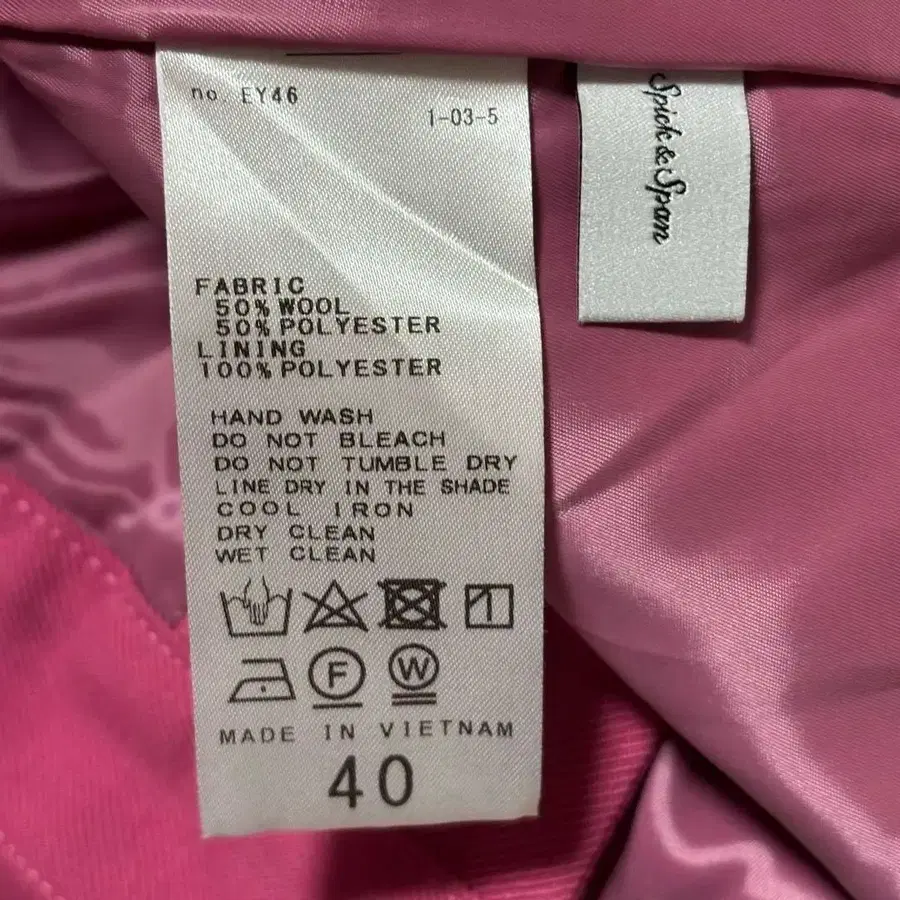 no. EY46
1-03-5
FABRIC
50% WOOL
50% POLYESTER
LINING
100% POLYESTER
HAND WASH
DO NOT BLEACH
DO NOT TUMBLE DRY
LINE DRY IN THE SHADE
COOL IRON
DRY CLEAN
WET CLEAN
F
W
MADE IN VIETNAM
40
Spick & Span